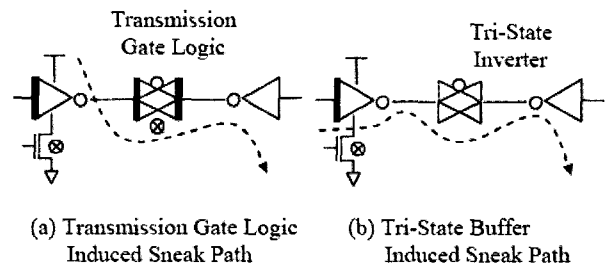 Transmission
Gate Logic
Tri-State
Inverter
(a) Transmission Gate Logic
Induced Sneak Path
(b) Tri-State Buffer
Induced Sneak Path